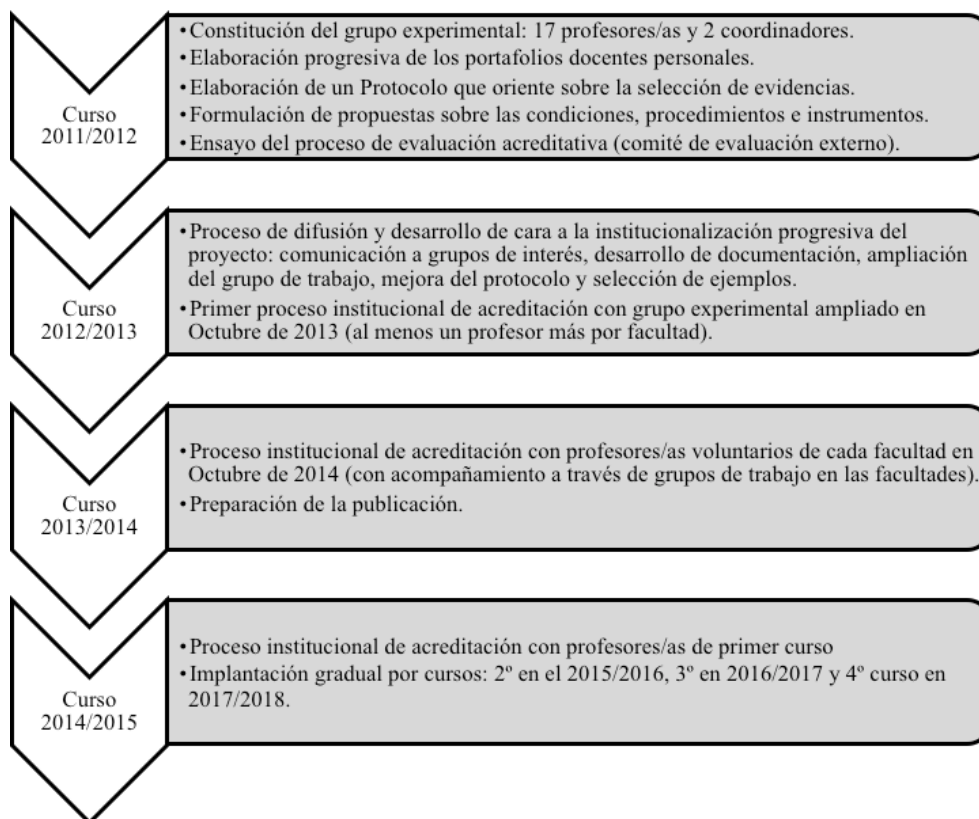 Curso
2011/2012
•Constitución del grupo experimental: 17 profesores/as y 2 coordinadores.
•Elaboración progresiva de los portafolios docentes personales.
•Elaboración de un Protocolo que oriente sobre la selección de evidencias.
•Formulación de propuestas sobre las condiciones, procedimientos e instrumentos.
•Ensayo del proceso de evaluación acreditativa (comité de evaluación externo).
Curso
2012/2013
•Proceso de difusión y desarrollo de cara a la institucionalización progresiva del
proyecto: comunicación a grupos de interés, desarrollo de documentación, ampliación
del grupo de trabajo, mejora del protocolo y selección de ejemplos.
•Primer proceso institucional de acreditación con grupo experimental ampliado en
Octubre de 2013 (al menos un profesor más por facultad).
Curso
2013/2014
•Proceso institucional de acreditación con profesores/as voluntarios de cada facultad en
Octubre de 2014 (con acompañamiento a través de grupos de trabajo en las facultades).
•Preparación de la publicación.
Curso
2014/2015
•Proceso institucional de acreditación con profesores/as de primer curso
•Implantación gradual por cursos: 2º en el 2015/2016, 3º en 2016/2017 y 4º curso en
2017/2018.